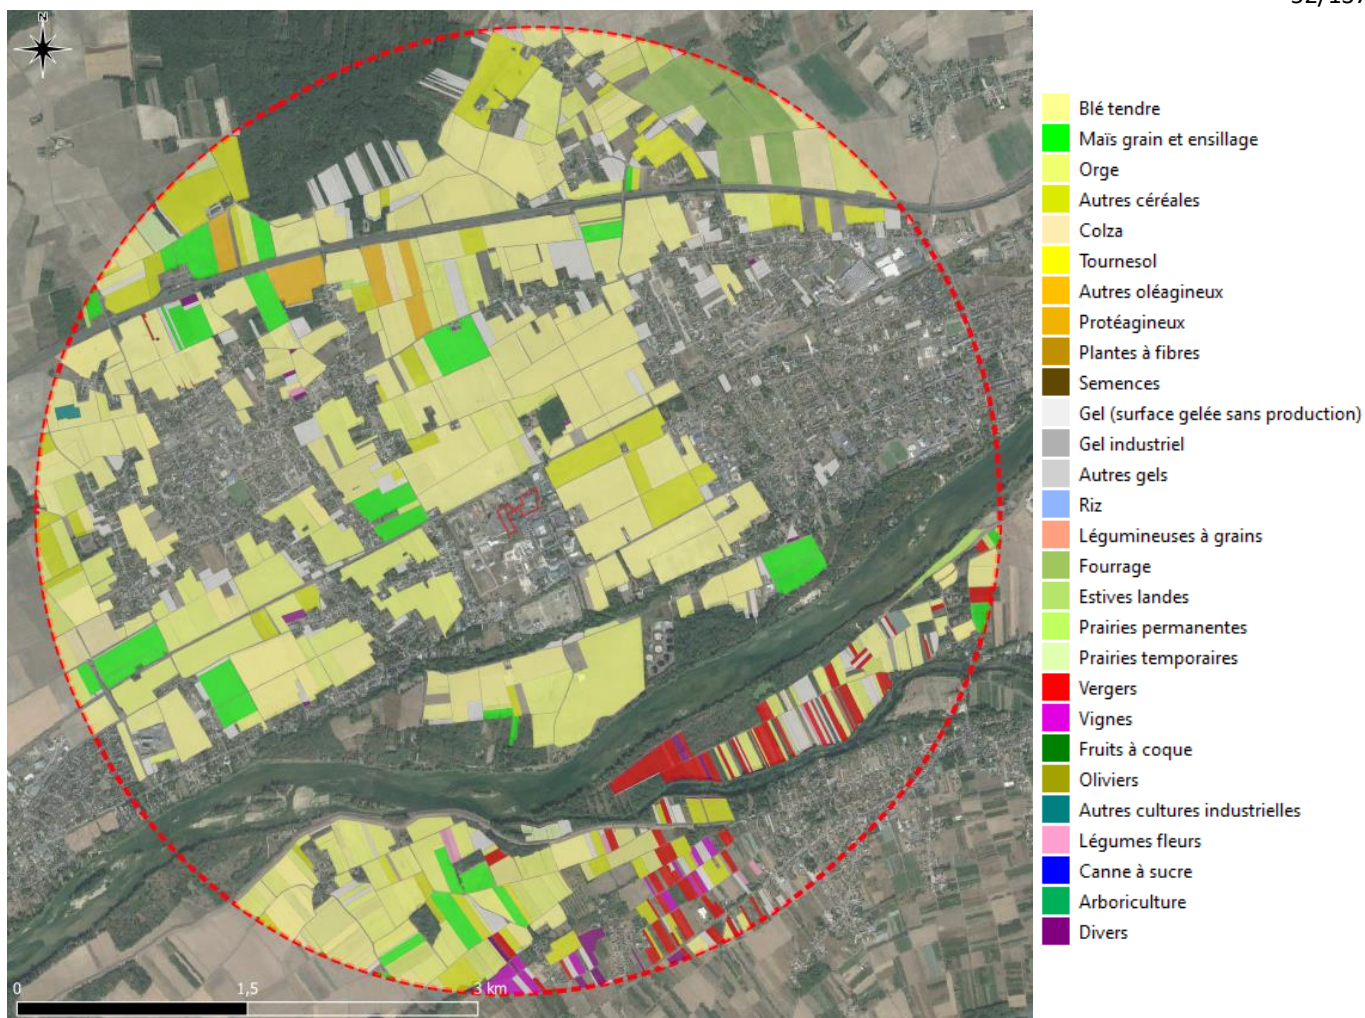 N
Blé tendre
Maïs grain et ensillage
Orge
Autres céréales
Colza
Tournesol
Autres oléagineux
Protéagineux
Plantes à fibres
Semences
Gel (surface gelée sans production)
Gel industriel
Autres gels
Riz
Légumineuses à grains
Fourrage
Estives landes
Prairies permanentes
Prairies temporaires
Vergers
Vignes
Fruits à coque
Oliviers
Autres cultures industrielles
Légumes fleurs
Canne à sucre
Arboriculture
Divers
0 1,5 3 km